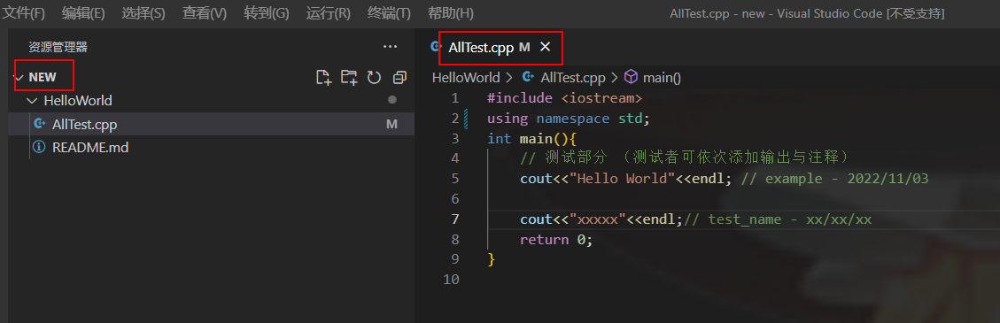 文件(F) 编辑(E) 选择(S) 查看(V) 转到(G) 运行(R) 终端(T) 帮助(H) AllTest.cpp - new - Visual Studio Code [不受支持]
资源管理器 ···
NEW
HelloWorld
AllTest.cpp M
README.md
AllTest.cpp M ×
HelloWorld > AllTest.cpp > main()
1 #include <iostream>
2 using namespace std;
3 int main(){
4 // 测试部分 （测试者可依次添加输出与注释）
5 cout<<"Hello World"<<endl; // example - 2022/11/03
6
7 cout<<"xxxxx"<<endl;// test_name - xx/xx/xx
8 return 0;
9 }
10